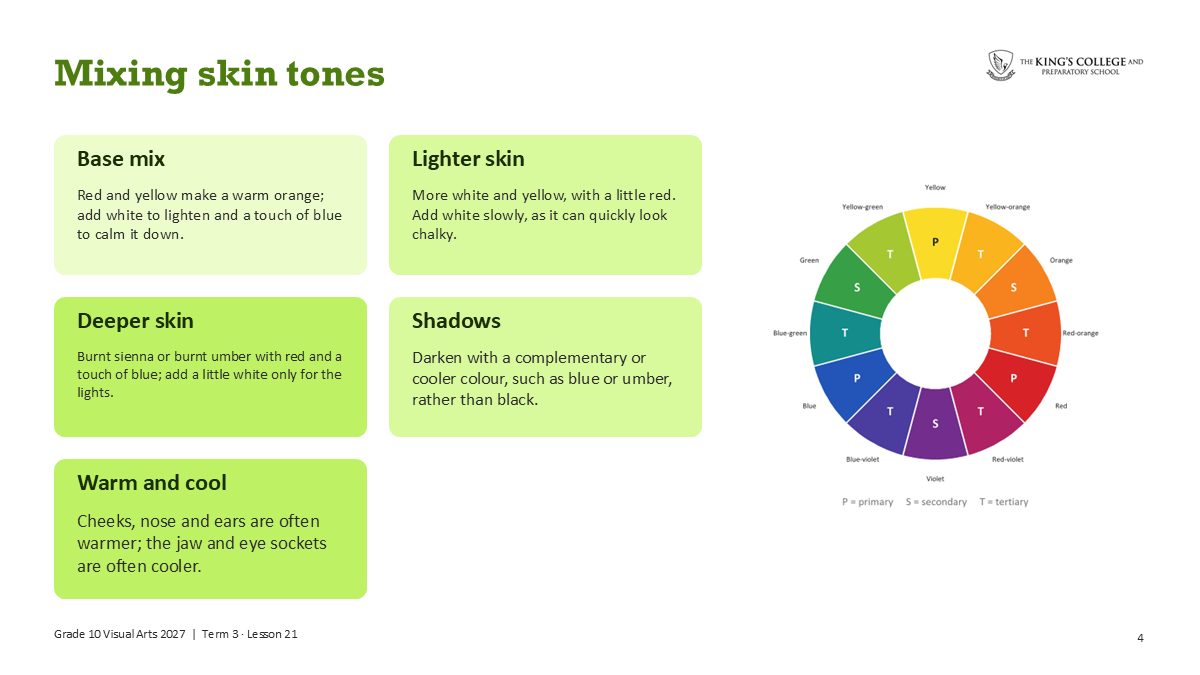 Mixing skin tones
THE KING'S COLLEGE AND
PREPARATORY SCHOOL
Base mix
Red and yellow make a warm orange;
add white to lighten and a touch of blue
to calm it down.
Lighter skin
More white and yellow, with a little red.
Add white slowly, as it can quickly look
chalky.
Deeper skin
Burnt sienna or burnt umber with red and a
touch of blue; add a little white only for the
lights.
Shadows
Darken with a complementary or
cooler colour, such as blue or umber,
rather than black.
Warm and cool
Cheeks, nose and ears are often
warmer; the jaw and eye sockets
are often cooler.
Yellow
Yellow-green
Yellow-orange
P
T
T
Green
Orange
S
S
Blue-green
T
T
Red-orange
P
P
Blue
Red
T
T
S
Blue-violet
Red-violet
Violet
P = primary S = secondary T = tertiary
Grade 10 Visual Arts 2027 | Term 3 · Lesson 21
4